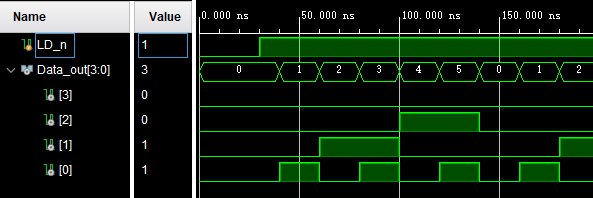 Name Value 0.000 ns 50.000 ns 100.000 ns 150.000 ns
LD_n 1
Data_out[3:0] 3 0 1 2 3 4 5 0 1 2
[3] 0
[2] 0
[1] 1
[0] 1